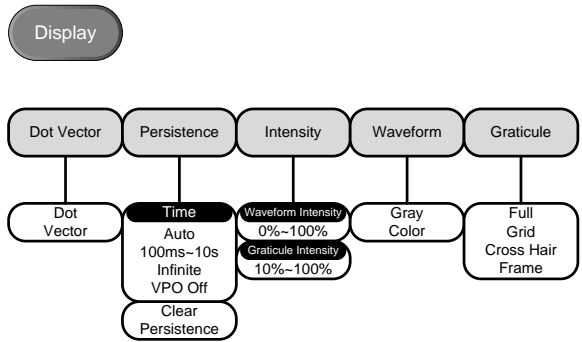 Display
Dot Vector
Persistence
Intensity
Waveform
Graticule
Dot
Vector
Time
Auto
100ms~10s
Infinite
VPO Off
Clear
Persistence
Waveform Intensity
0%~100%
Graticule Intensity
10%~100%
Gray
Color
Full
Grid
Cross Hair
Frame